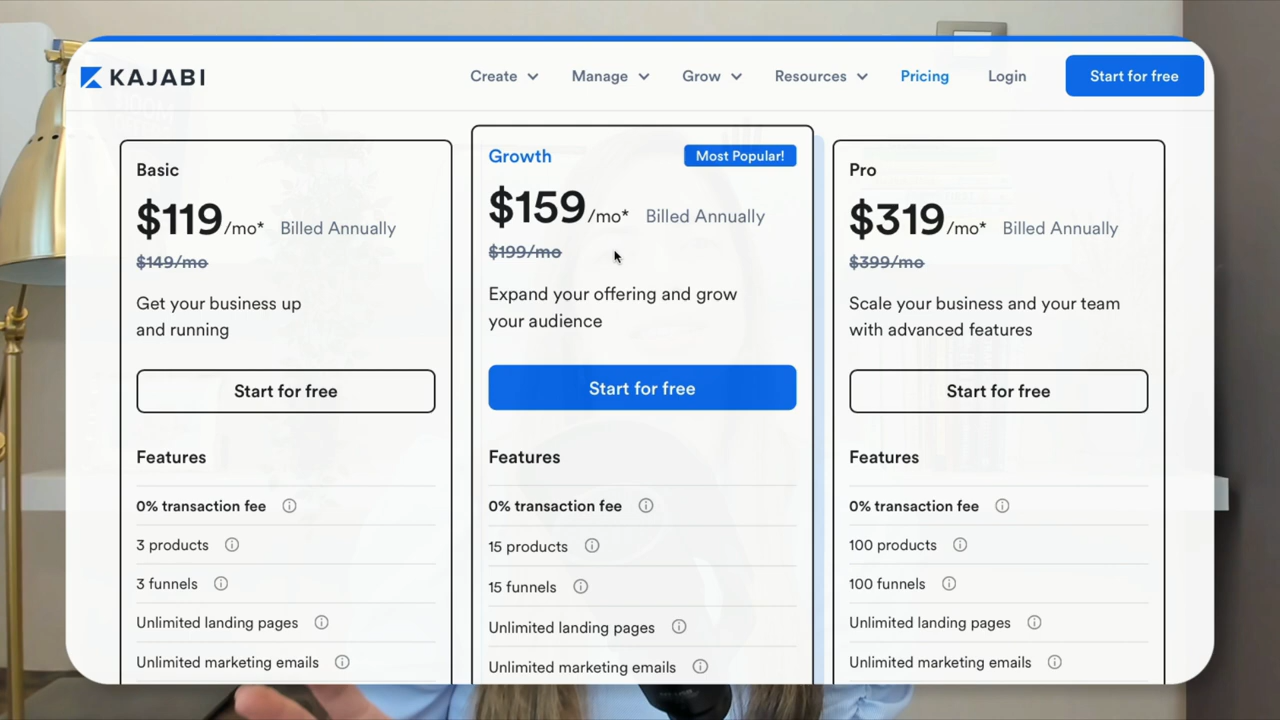 KAJABI
Create
Manage
Grow
Resources
Pricing
Login
Start for free
Basic
$119/mo* Billed Annually
$149/mo
Get your business up
and running
Start for free
Features
0% transaction fee
3 products
3 funnels
Unlimited landing pages
Unlimited marketing emails
Growth
Most Popular!
$159/mo* Billed Annually
$199/mo
Expand your offering and grow
your audience
Start for free
Features
0% transaction fee
15 products
15 funnels
Unlimited landing pages
Unlimited marketing emails
Pro
$319/mo* Billed Annually
$399/mo
Scale your business and your team
with advanced features
Start for free
Features
0% transaction fee
100 products
100 funnels
Unlimited landing pages
Unlimited marketing emails